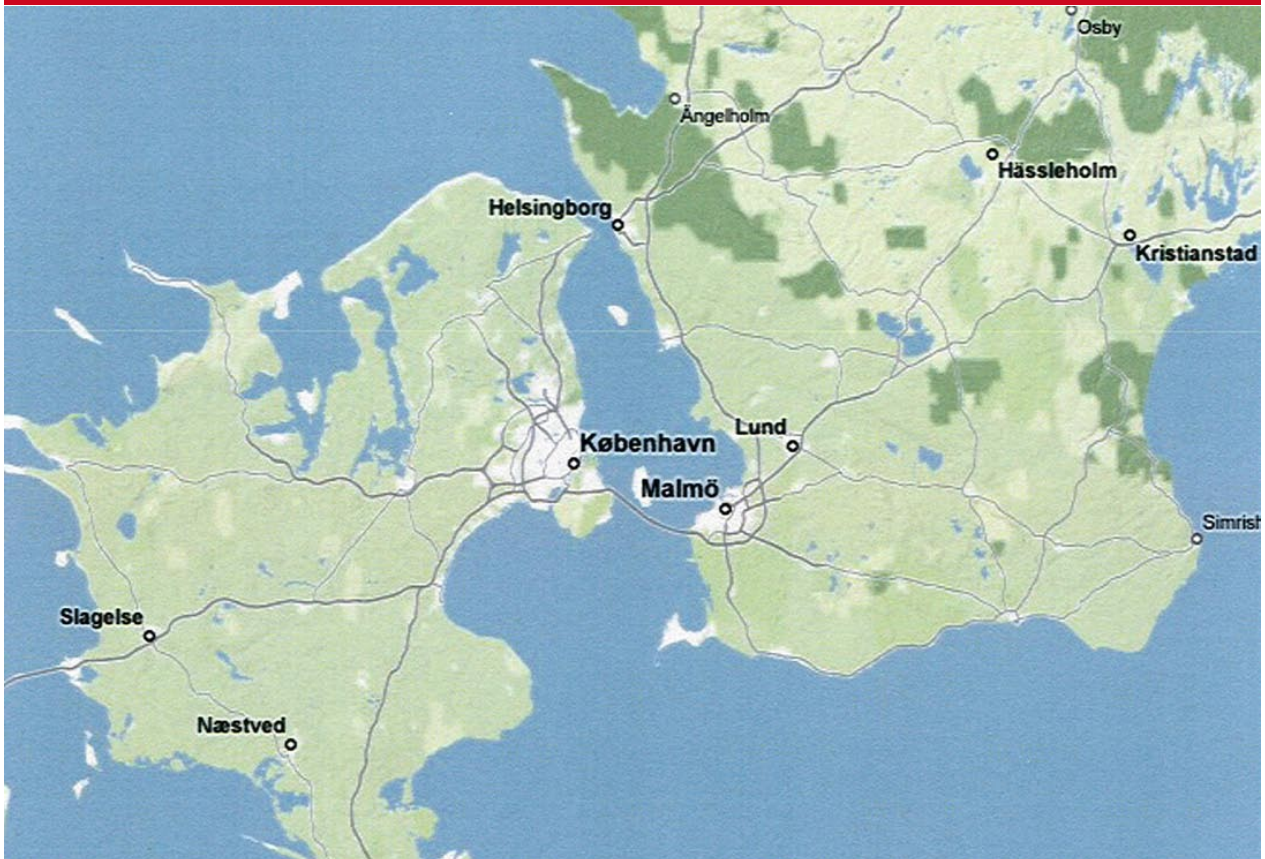 Osby
Ängelholm
Hässleholm
Helsingborg
Kristianstad
København
Lund
Malmö
Simrish
Slagelse
Næstved